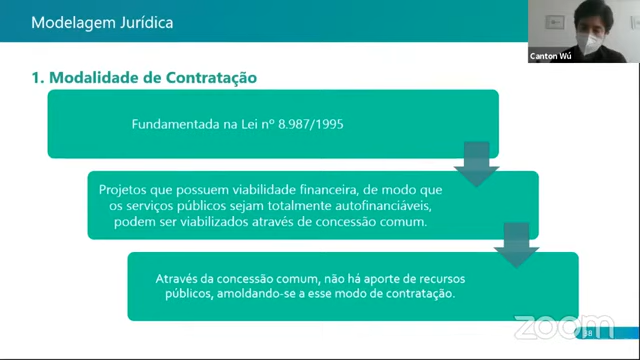 Modelagem Jurídica
Canton Wú
1. Modalidade de Contratação
Fundamentada na Lei nº 8.987/1995
Projetos que possuem viabilidade financeira, de modo que
os serviços públicos sejam totalmente autofinanciáveis,
podem ser viabilizados através de concessão comum.
Através da concessão comum, não há aporte de recursos
públicos, amoldando-se a esse modo de contratação.
zoom
38